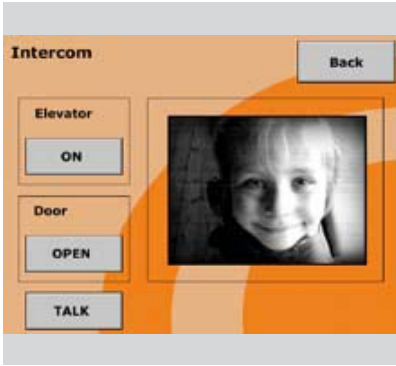 Intercom
Back
Elevator
ON
Door
OPEN
TALK